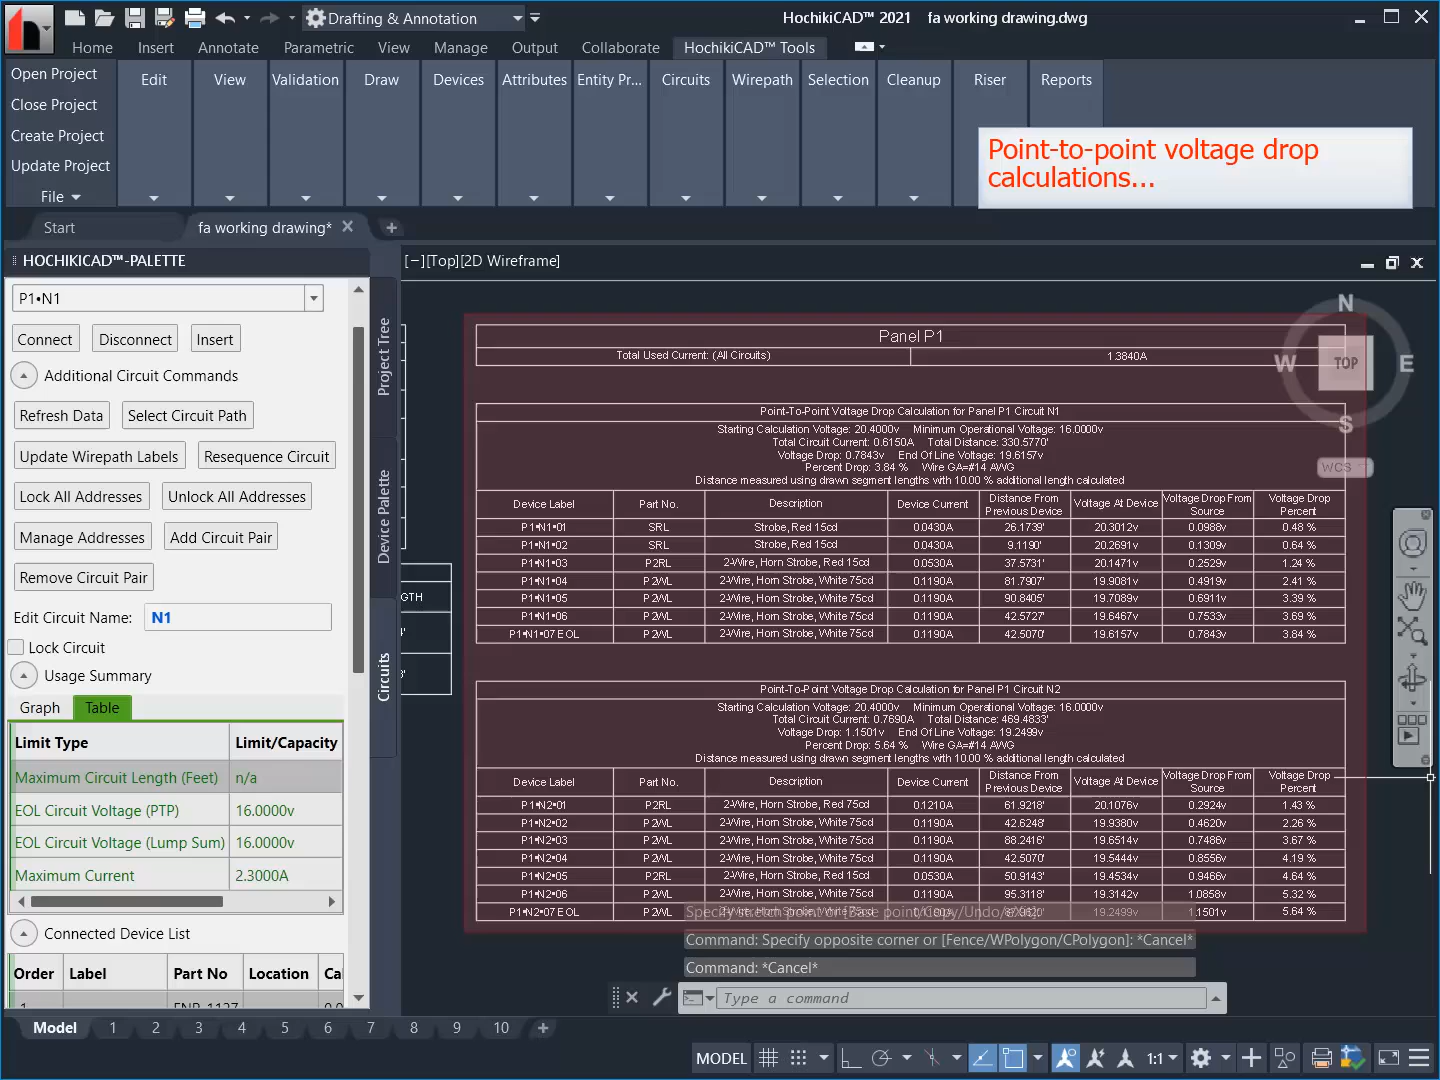 Drafting & Annotation
HochikiCAD™ 2021 fa working drawing.dwg
Home Insert Annotate Parametric View Manage Output Collaborate HochikiCAD™ Tools
Open Project
Close Project
Create Project
Update Project
File
Edit View Validation Draw Devices Attributes Entity Pr... Circuits Wirepath Selection Cleanup Riser Reports
Point-to-point voltage drop
calculations...
Start fa working drawing*
HOCHIKICAD™-PALETTE
[−][Top][2D Wireframe]
P1•N1
Connect Disconnect Insert
Additional Circuit Commands
Refresh Data Select Circuit Path
Update Wirepath Labels Resequence Circuit
Lock All Addresses Unlock All Addresses
Manage Addresses Add Circuit Pair
Remove Circuit Pair
Edit Circuit Name: N1
Lock Circuit
Usage Summary
Graph Table
Limit Type Limit/Capacity
Maximum Circuit Length (Feet) n/a
EOL Circuit Voltage (PTP) 16.0000v
EOL Circuit Voltage (Lump Sum) 16.0000v
Maximum Current 2.3000A
Connected Device List
Order Label Part No Location Ca
Project Tree
Device Palette
Circuits
GTH
Panel P1
Total Used Current: (All Circuits) 1.3840A
Point-To-Point Voltage Drop Calculation for Panel P1 Circuit N1
Starting Calculation Voltage: 20.4000v Minimum Operational Voltage: 16.0000v
Total Circuit Current: 0.6150A Total Distance: 330.5770'
Voltage Drop: 0.7843v End Of Line Voltage: 19.6157v
Percent Drop: 3.84 % Wire GA=#14 AWG
Distance measured using drawn segment lengths with 10.00 % additional length calculated
Device Label Part No. Description Device Current Distance From Previous Device Voltage At Device Voltage Drop From Source Voltage Drop Percent
P1•N1•01 SRL Strobe, Red 15cd 0.0430A 26.1739' 20.3012v 0.0988v 0.48 %
P1•N1•02 SRL Strobe, Red 15cd 0.0430A 9.1190' 20.2691v 0.1309v 0.64 %
P1•N1•03 P2RL 2-Wire, Horn Strobe, Red 15cd 0.0530A 37.5731' 20.1471v 0.2529v 1.24 %
P1•N1•04 P2WL 2-Wire, Horn Strobe, White 75cd 0.1190A 81.7907' 19.9081v 0.4919v 2.41 %
P1•N1•05 P2WL 2-Wire, Horn Strobe, White 75cd 0.1190A 90.8405' 19.7089v 0.6911v 3.39 %
P1•N1•06 P2WL 2-Wire, Horn Strobe, White 75cd 0.1190A 42.5727' 19.6467v 0.7533v 3.69 %
P1•N1•07 EOL P2WL 2-Wire, Horn Strobe, White 75cd 0.1190A 42.5070' 19.6157v 0.7843v 3.84 %
Point-To-Point Voltage Drop Calculation for Panel P1 Circuit N2
Starting Calculation Voltage: 20.4000v Minimum Operational Voltage: 16.0000v
Total Circuit Current: 0.7690A Total Distance: 469.4833'
Voltage Drop: 1.1501v End Of Line Voltage: 19.2499v
Percent Drop: 5.64 % Wire GA=#14 AWG
Distance measured using drawn segment lengths with 10.00 % additional length calculated
Device Label Part No. Description Device Current Distance From Previous Device Voltage At Device Voltage Drop From Source Voltage Drop Percent
P1•N2•01 P2RL 2-Wire, Horn Strobe, Red 75cd 0.1210A 61.9218' 20.1076v 0.2924v 1.43 %
P1•N2•02 P2WL 2-Wire, Horn Strobe, White 75cd 0.1190A 42.6248' 19.9380v 0.4620v 2.26 %
P1•N2•03 P2WL 2-Wire, Horn Strobe, White 75cd 0.1190A 88.2416' 19.6514v 0.7486v 3.67 %
P1•N2•04 P2WL 2-Wire, Horn Strobe, White 75cd 0.1190A 42.5070' 19.5444v 0.8556v 4.19 %
P1•N2•05 P2RL 2-Wire, Horn Strobe, Red 15cd 0.0530A 50.9143' 19.4534v 0.9466v 4.64 %
P1•N2•06 P2WL 2-Wire, Horn Strobe, White 75cd 0.1190A 95.3118' 19.3142v 1.0858v 5.32 %
P1•N2•07 EOL P2WL 19.2499v 1.1501v 5.64 %
Specify stretch point or [Base point/Copy/Undo/eXit]:
Command: Specify opposite corner or [Fence/WPolygon/CPolygon]: *Cancel*
Command: *Cancel*
Type a command
N
W TOP E
S
WCS
Model 1 2 3 4 5 6 7 8 9 10
MODEL 1:1